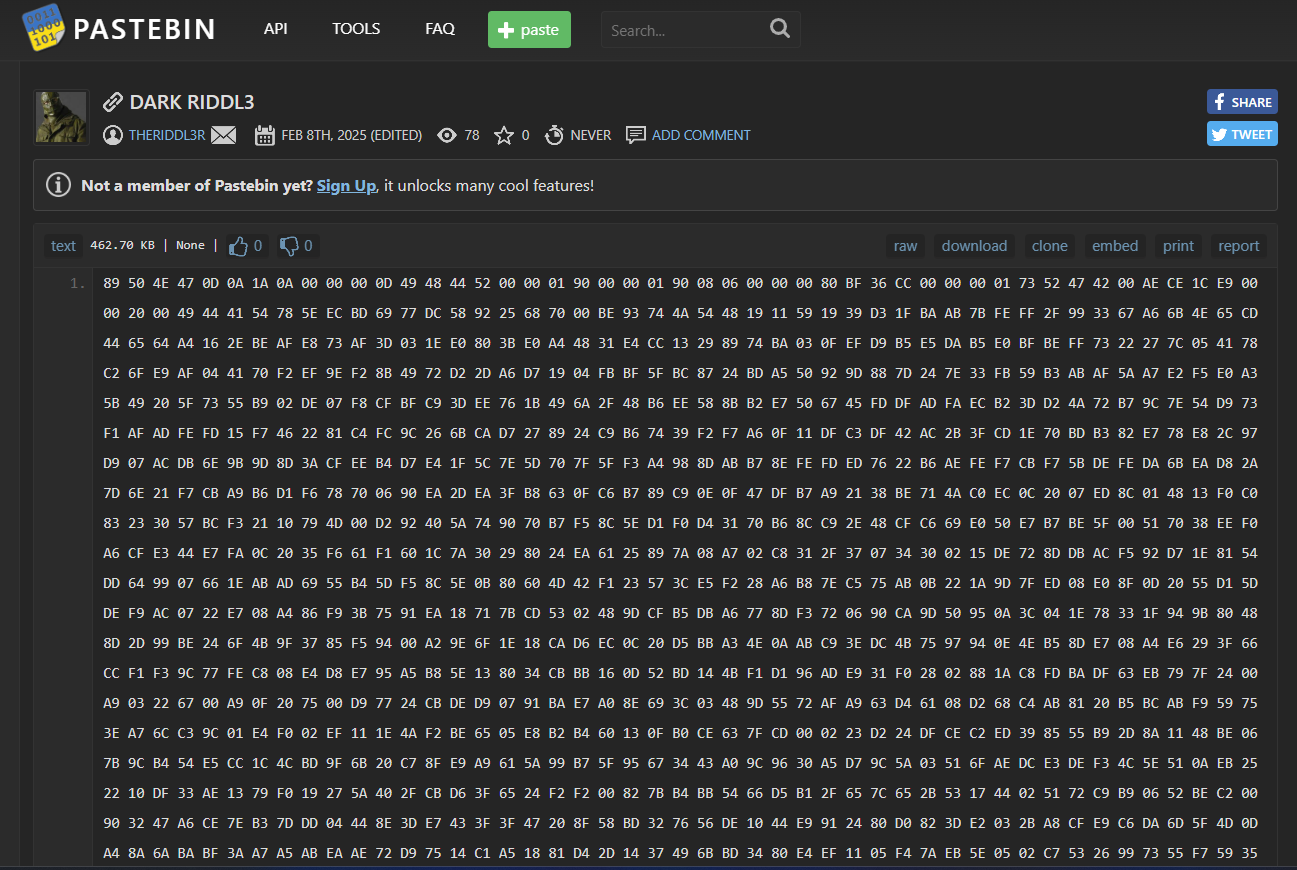 PASTEBIN API TOOLS FAQ paste Search...
DARK RIDDL3
SHARE
THERIDDL3R FEB 8TH, 2025 (EDITED) 78 0 NEVER ADD COMMENT
TWEET
Not a member of Pastebin yet? Sign Up, it unlocks many cool features!
text 462.70 KB | None | 0 0 raw download clone embed print report
1. 89 50 4E 47 0D 0A 1A 0A 00 00 00 0D 49 48 44 52 00 00 01 90 00 00 01 90 08 06 00 00 00 80 BF 36 CC 00 00 00 01 73 52 47 42 00 AE CE 1C E9 00
00 20 00 49 44 41 54 78 5E EC BD 69 77 DC 58 92 25 68 70 00 BE 93 74 4A 54 48 19 11 59 19 39 D3 1F BA AB 7B FE FF 2F 99 33 67 A6 6B 4E 65 CD
44 65 64 A4 16 2E BE AF E8 73 AF 3D 03 1E E0 80 3B E0 A4 48 31 E4 CC 13 29 89 74 BA 03 0F EF D9 B5 E5 DA B5 E0 BF BE FF 73 22 27 7C 05 41 78
C2 6F E9 AF 04 41 70 F2 EF 9E F2 8B 49 72 D2 2D A6 D7 19 04 FB BF 5F BC 87 24 BD A5 50 92 9D 88 7D 24 7E 33 FB 59 B3 AB AF 5A A7 E2 F5 E0 A3
5B 49 20 5F 73 55 B9 02 DE 07 F8 CF BF C9 3D EE 76 1B 49 6A 2F 48 B6 EE 58 8B B2 E7 50 67 45 FD DF AD FA EC B2 3D D2 4A 72 B7 9C 7E 54 D9 73
F1 AF AD FE FD 15 F7 46 22 81 C4 FC 9C 26 6B CA D7 27 89 24 C9 B6 74 39 F2 F7 A6 0F 11 DF C3 DF 42 AC 2B 3F CD 1E 70 BD B3 82 E7 78 E8 2C 97
D9 07 AC DB 6E 9B 9D 8D 3A CF EE B4 D7 E4 1F 5C 7E 5D 70 7F 5F F3 A4 98 8D AB B7 8E FE FD ED 76 22 B6 AE FE F7 CB F7 5B DE FE DA 6B EA D8 2A
7D 6E 21 F7 CB A9 B6 D1 F6 78 70 06 90 EA 2D EA 3F B8 63 0F C6 B7 89 C9 0E 0F 47 DF B7 A9 21 38 BE 71 4A C0 EC 0C 20 07 ED 8C 01 48 13 F0 C0
83 23 30 57 BC F3 21 10 79 4D 00 D2 92 40 5A 74 90 70 B7 F5 8C 5E D1 F0 D4 31 70 B6 8C C9 2E 48 CF C6 69 E0 50 E7 B7 BE 5F 00 51 70 38 EE F0
A6 CF E3 44 E7 FA 0C 20 35 F6 61 F1 60 1C 7A 30 29 80 24 EA 61 25 89 7A 08 A7 02 C8 31 2F 37 07 34 30 02 15 DE 72 8D DB AC F5 92 D7 1E 81 54
DD 64 99 07 66 1E AB AD 69 55 B4 5D F5 8C 5E 0B 80 60 4D 42 F1 23 57 3C E5 F2 28 A6 B8 7E C5 75 AB 0B 22 1A 9D 7F ED 08 E0 8F 0D 20 55 D1 5D
DE F9 AC 07 22 E7 08 A4 86 F9 3B 75 91 EA 18 71 7B CD 53 02 48 9D CF B5 DB A6 77 8D F3 72 06 90 CA 9D 50 95 0A 3C 04 1E 78 33 1F 94 9B 80 48
8D 2D 99 BE 24 6F 4B 9F 37 85 F5 94 00 A2 9E 6F 1E 18 CA D6 EC 0C 20 D5 BB A3 4E 0A AB C9 3E DC 4B 75 97 94 0E 4E B5 8D E7 08 A4 E6 29 3F 66
CC F1 F3 9C 77 FE C8 08 E4 D8 E7 95 A5 B8 5E 13 80 34 CB BB 16 0D 52 BD 14 4B F1 D1 96 AD E9 31 F0 28 02 88 1A C8 FD BA DF 63 EB 79 7F 24 00
A9 03 22 67 00 A9 0F 20 75 00 D9 77 24 CB DE D9 07 91 BA E7 A0 8E 69 3C 03 48 9D 55 72 AF A9 63 D4 61 08 D2 68 C4 AB 81 20 B5 BC AB F9 59 75
3E A7 6C C3 9C 01 E4 F0 02 EF 11 1E 4A F2 BE 65 05 E8 B2 B4 60 13 0F B0 CE 63 7F CD 00 02 23 D2 24 DF CE C2 ED 39 85 55 B9 2D 8A 11 48 BE 06
7B 9C B4 54 E5 CC 1C 4C BD 9F 6B 20 C7 8F E9 A9 61 5A 99 B7 5F 95 67 34 43 A0 9C 96 30 A5 D7 9C 5A 03 51 6F AE DC E3 DE F3 4C 5E 51 0A EB 25
22 10 DF 33 AE 13 79 F0 19 27 5A 40 2F CB D6 3F 65 24 F2 F2 00 82 7B B4 BB 54 66 D5 B1 2F 65 7C 65 2B 53 17 44 02 51 72 C9 B9 06 52 BE C2 00
90 32 47 A6 CE 7E B3 7D DD 04 44 8E 3D E7 43 3F 3F 47 20 8F 58 BD 32 76 56 DE 10 44 E9 91 24 80 D0 82 3D E2 03 2B A8 CF E9 C6 DA 6D 5F 4D 0D
A4 8A 6A BA BF 3A A7 A5 AB EA AE 72 D9 75 14 C1 A5 18 81 D4 2D 14 37 49 6B BD 34 80 E4 EF 11 05 F4 7A EB 5E 05 02 C7 53 26 99 73 55 F7 59 35